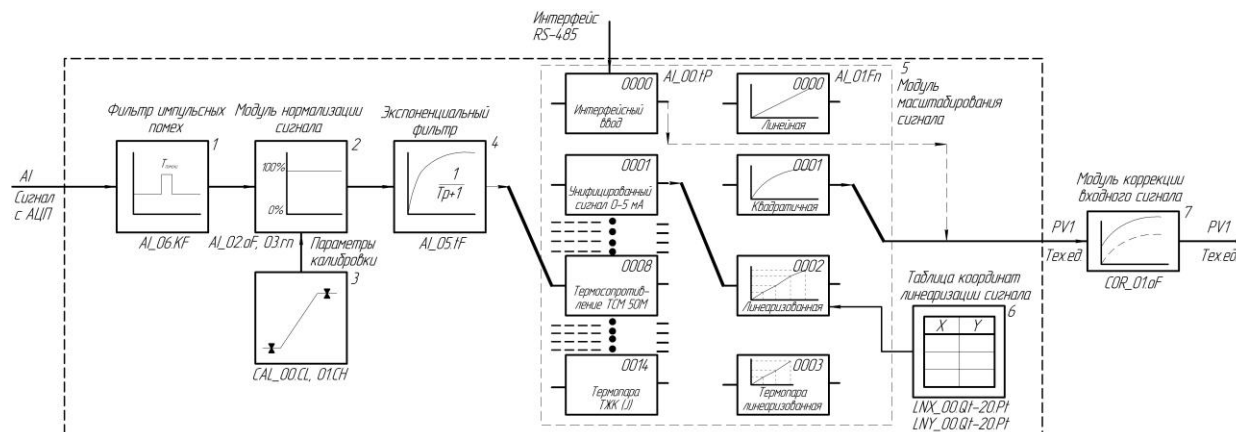 Интерфейс
RS-485
0000
AI_00.tP
Интерфейсный
ввод
0000
AI_01.Fn
Линейная
5
Модуль
масштабирования
сигнала
Фильтр импульсных
помех
1
AI_06.KF
Модуль нормализации
сигнала
2
100%
0%
AI_02.oF, 03.rn
Экспоненциальный
фильтр
4
1
Tp+1
AI_05.tF
AI
Сигнал
с АЦП
Параметры
калибровки
3
CAL_00.CL, 01.CH
0001
Унифицированный
сигнал 0-5 мА
0001
Квадратичная
0008
Термосопротив-
ление ТСМ 50М
0002
Линеаризованная
0014
Термопара
ТЖК (J)
0003
Термопара
линеаризованная
Таблица координат
линеаризации сигнала
6
X Y
LNX_00.Qt-20.Pt
LNY_00.Qt-20.Pt
PV1
Тех.ед.
Модуль коррекции
входного сигнала
7
COR_01.oF
PV1
Тех.ед.